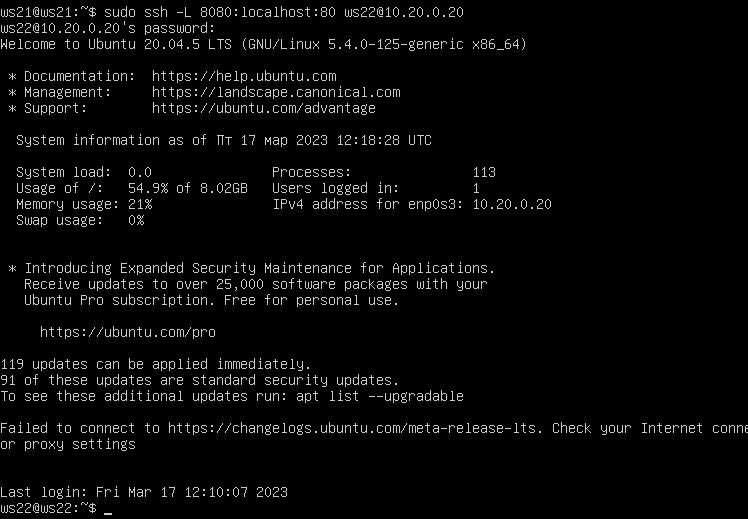 ws21@ws21:~$ sudo ssh -L 8080:localhost:80 ws22@10.20.0.20
ws22@10.20.0.20's password:
Welcome to Ubuntu 20.04.5 LTS (GNU/Linux 5.4.0-125-generic x86_64)
* Documentation:  https://help.ubuntu.com
* Management:     https://landscape.canonical.com
* Support:        https://ubuntu.com/advantage
System information as of Пт 17 мар 2023 12:18:28 UTC
System load:  0.0               Processes:               113
Usage of /:   54.9% of 8.02GB   Users logged in:         1
Memory usage: 21%               IPv4 address for enp0s3: 10.20.0.20
Swap usage:   0%
* Introducing Expanded Security Maintenance for Applications.
Receive updates to over 25,000 software packages with your
Ubuntu Pro subscription. Free for personal use.
https://ubuntu.com/pro
119 updates can be applied immediately.
91 of these updates are standard security updates.
To see these additional updates run: apt list --upgradable
Failed to connect to https://changelogs.ubuntu.com/meta-release-lts. Check your Internet conne
or proxy settings
Last login: Fri Mar 17 12:10:07 2023
ws22@ws22:~$ _